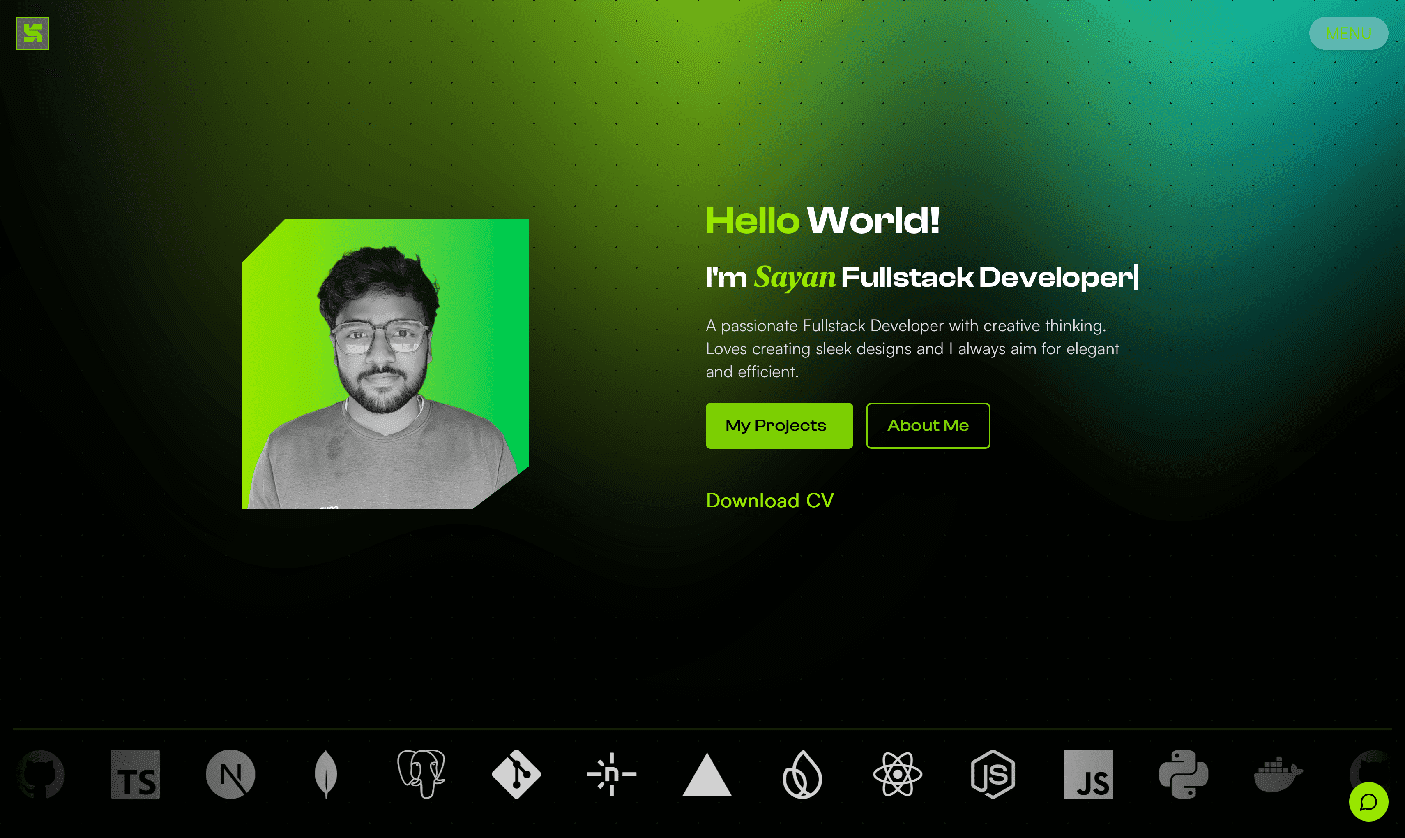 MENU
Hello World!
I'm Sayan Fullstack Developer|
A passionate Fullstack Developer with creative thinking.
Loves creating sleek designs and I always aim for elegant
and efficient.
My Projects
About Me
Download CV
TS
N
n
JS
JS